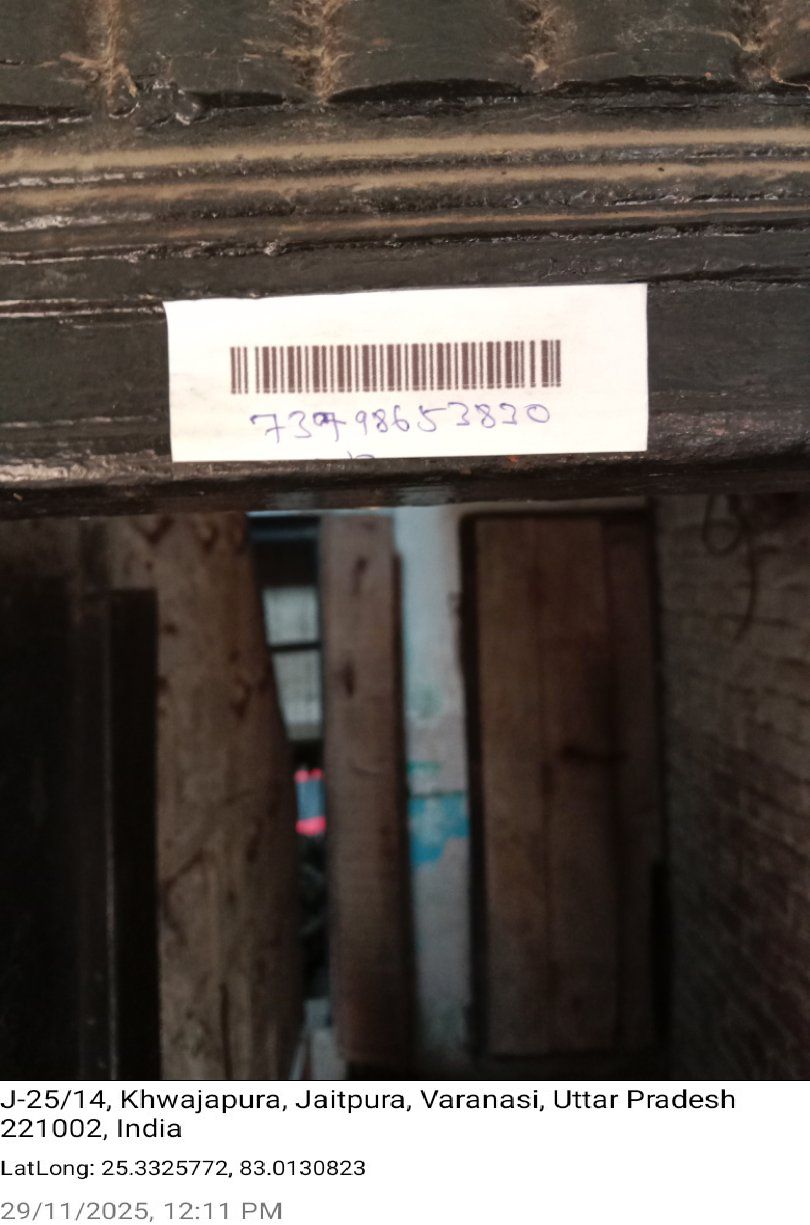 73798653830
J-25/14, Khwajapura, Jaitpura, Varanasi, Uttar Pradesh
221002, India
LatLong: 25.3325772, 83.0130823
29/11/2025, 12:11 PM